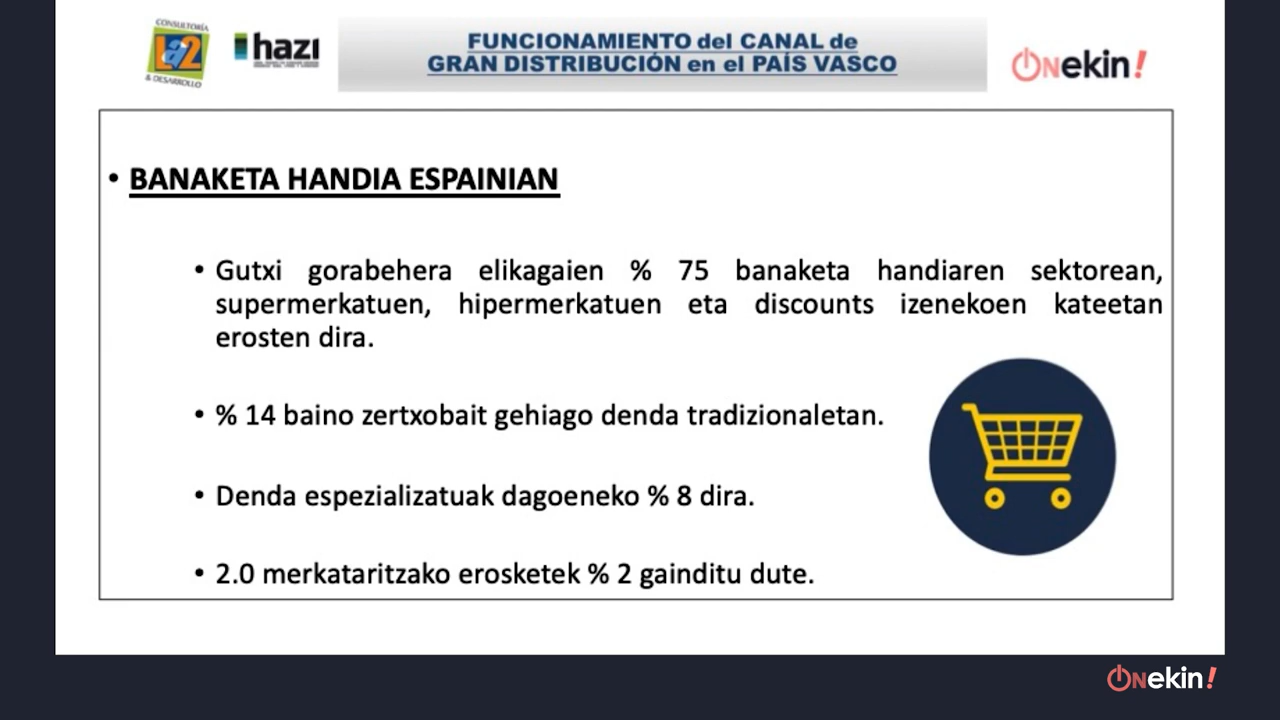 CONSULTORÍA
La2
& DESARROLLO
hazi
FUNCIONAMIENTO del CANAL de
GRAN DISTRIBUCIÓN en el PAÍS VASCO
ONekin!
• BANAKETA HANDIA ESPAINIAN
• Gutxi gorabehera elikagaien % 75 banaketa handiaren sektorean,
supermerkatuen, hipermerkatuen eta discounts izenekoen kateetan
erosten dira.
• % 14 baino zertxobait gehiago denda tradizionaletan.
• Denda espezializatuak dagoeneko % 8 dira.
• 2.0 merkataritzako erosketek % 2 gainditu dute.
ONekin!